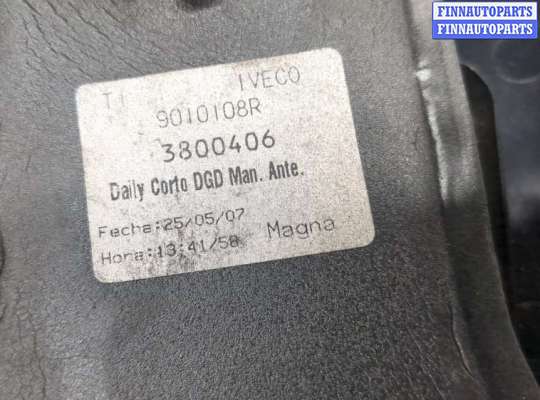 FINNAUTOPARTS
FINNAUTOPARTS
TI IVECO
9010108R
3800406
Daily Corto DGD Man. Ante.
Fecha:25/05/07
Hora:13:41/58 Magna